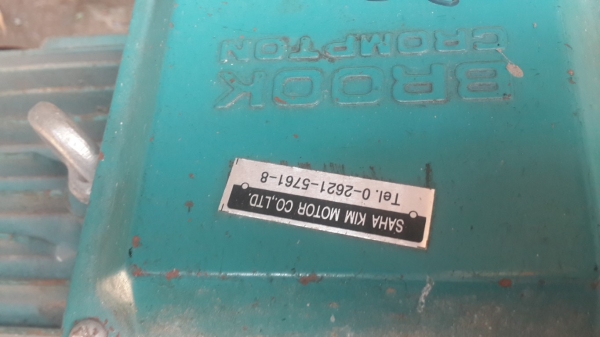 BROOK
CROMPTON
SAHA KIM MOTOR CO.,LTD.
Tel. 0-2621-5761-8